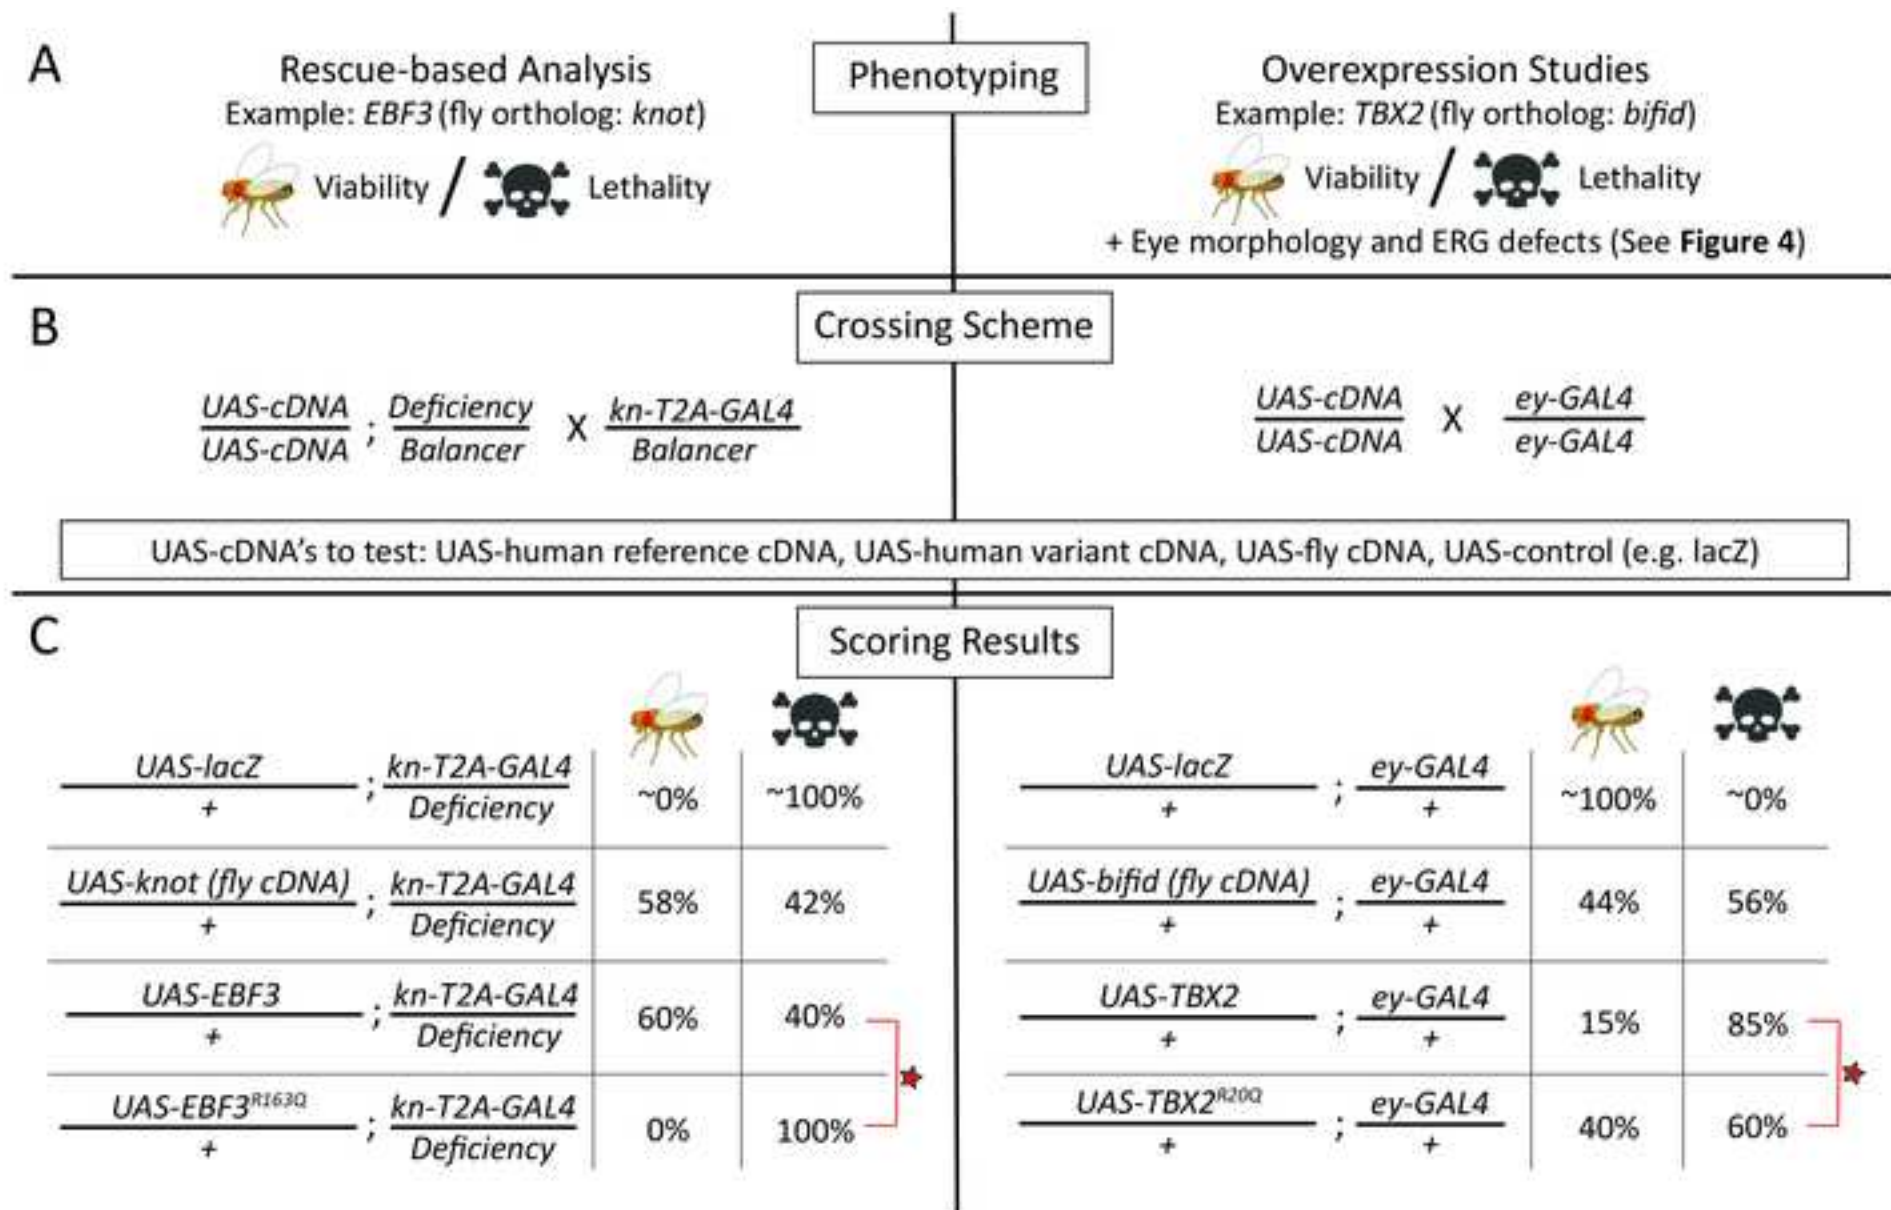 A
Phenotyping
Rescue-based Analysis
Example: EBF3 (fly ortholog: knot)
Viability / Lethality
Overexpression Studies
Example: TBX2 (fly ortholog: bifid)
Viability / Lethality
+ Eye morphology and ERG defects (See Figure 4)
B
Crossing Scheme
UAS-cDNA ; Deficiency X kn-T2A-GAL4
UAS-cDNA Balancer Balancer
UAS-cDNA X ey-GAL4
UAS-cDNA ey-GAL4
UAS-cDNA's to test: UAS-human reference cDNA, UAS-human variant cDNA, UAS-fly cDNA, UAS-control (e.g. lacZ)
C
Scoring Results
UAS-lacZ ; kn-T2A-GAL4 ~0% ~100%
+ Deficiency
UAS-knot (fly cDNA) ; kn-T2A-GAL4 58% 42%
+ Deficiency
UAS-EBF3 ; kn-T2A-GAL4 60% 40%
+ Deficiency
UAS-EBF3R163Q ; kn-T2A-GAL4 0% 100%
+ Deficiency
UAS-lacZ ; ey-GAL4 ~100% ~0%
+ +
UAS-bifid (fly cDNA) ; ey-GAL4 44% 56%
+ +
UAS-TBX2 ; ey-GAL4 15% 85%
+ +
UAS-TBX2R20Q ; ey-GAL4 40% 60%
+ +